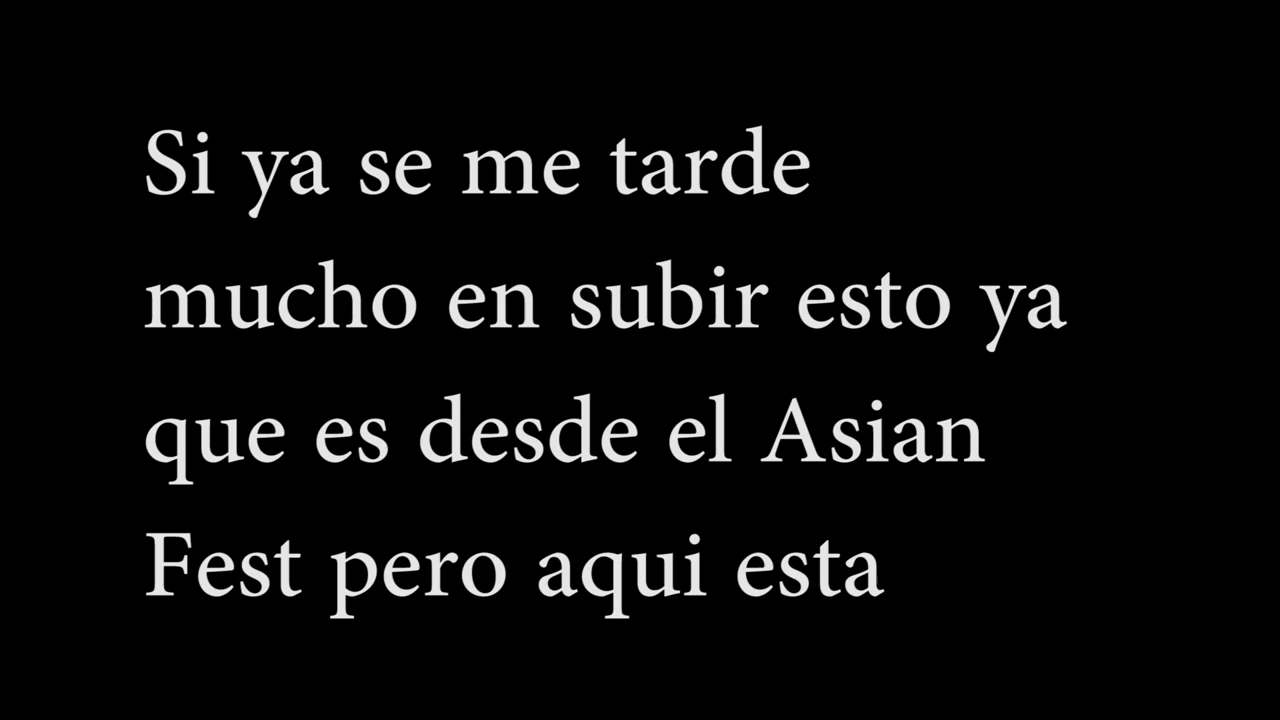 Si ya se me tarde
mucho en subir esto ya
que es desde el Asian
Fest pero aqui esta